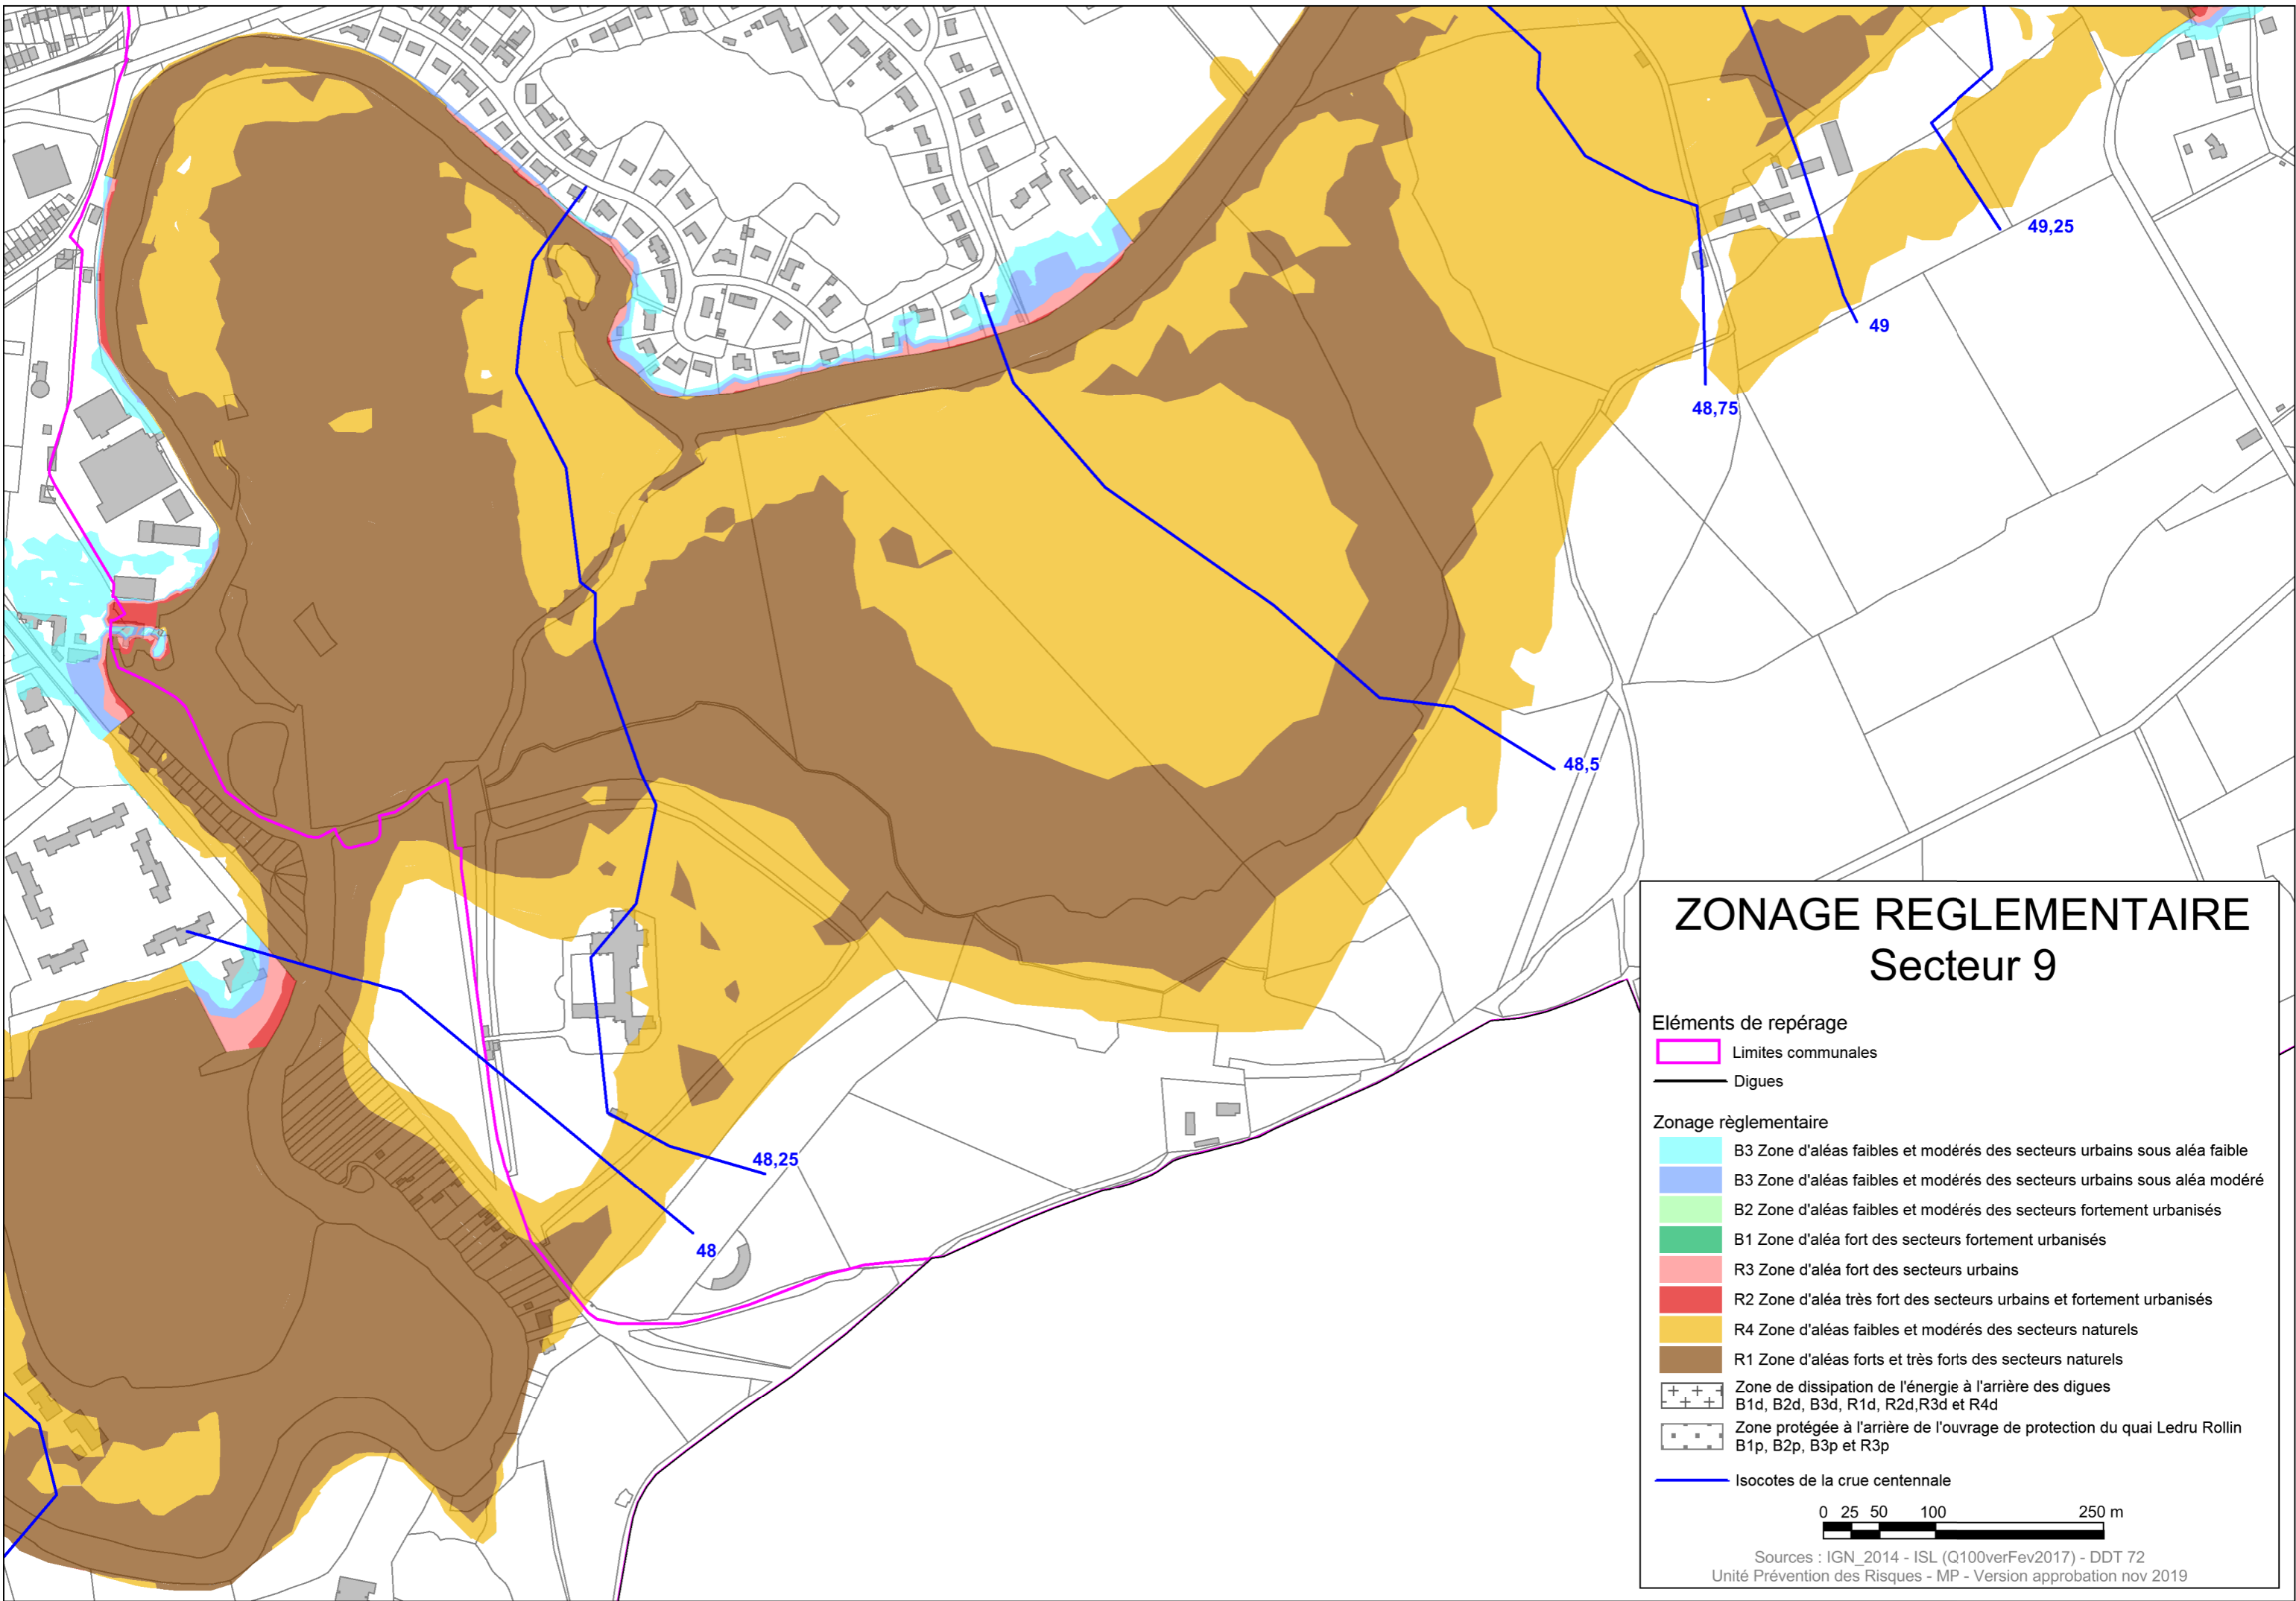 49,25
49
48,75
48,5
48,25
48
ZONAGE REGLEMENTAIRE
Secteur 9
Eléments de repérage
Limites communales
Digues
Zonage règlementaire
B3 Zone d'aléas faibles et modérés des secteurs urbains sous aléa faible
B3 Zone d'aléas faibles et modérés des secteurs urbains sous aléa modéré
B2 Zone d'aléas faibles et modérés des secteurs fortement urbanisés
B1 Zone d'aléa fort des secteurs fortement urbanisés
R3 Zone d'aléa fort des secteurs urbains
R2 Zone d'aléa très fort des secteurs urbains et fortement urbanisés
R4 Zone d'aléas faibles et modérés des secteurs naturels
R1 Zone d'aléas forts et très forts des secteurs naturels
Zone de dissipation de l'énergie à l'arrière des digues
B1d, B2d, B3d, R1d, R2d,R3d et R4d
Zone protégée à l'arrière de l'ouvrage de protection du quai Ledru Rollin
B1p, B2p, B3p et R3p
Isocotes de la crue centennale
0 25 50 100 250 m
Sources : IGN_2014 - ISL (Q100verFev2017) - DDT 72
Unité Prévention des Risques - MP - Version approbation nov 2019